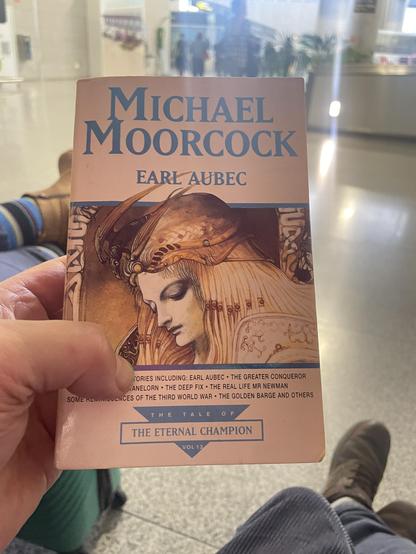 MICHAEL
MOORCOCK
EARL AUBEC
STORIES INCLUDING: EARL AUBEC • THE GREATER CONQUEROR
TANELORN • THE DEEP FIX • THE REAL LIFE MR NEWMAN
SOME REMINISCENCES OF THE THIRD WORLD WAR • THE GOLDEN BARGE AND OTHERS
THE TALE OF
THE ETERNAL CHAMPION
VOL 13